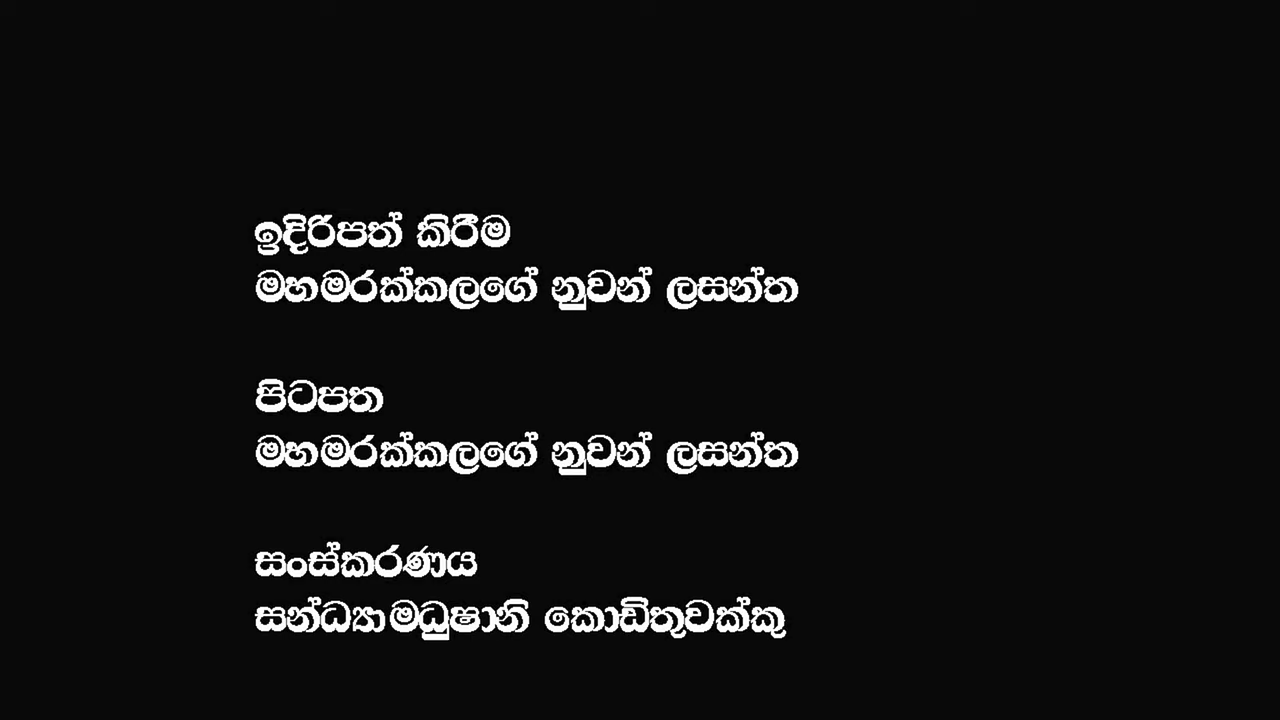 ඉදිරිපත් කිරීම
මහමරක්කලගේ නුවන් ලසන්ත
පිටපත
මහමරක්කලගේ නුවන් ලසන්ත
සංස්කරණය
සන්ධ්‍යාමධුෂානි කොඩිතුවක්කු